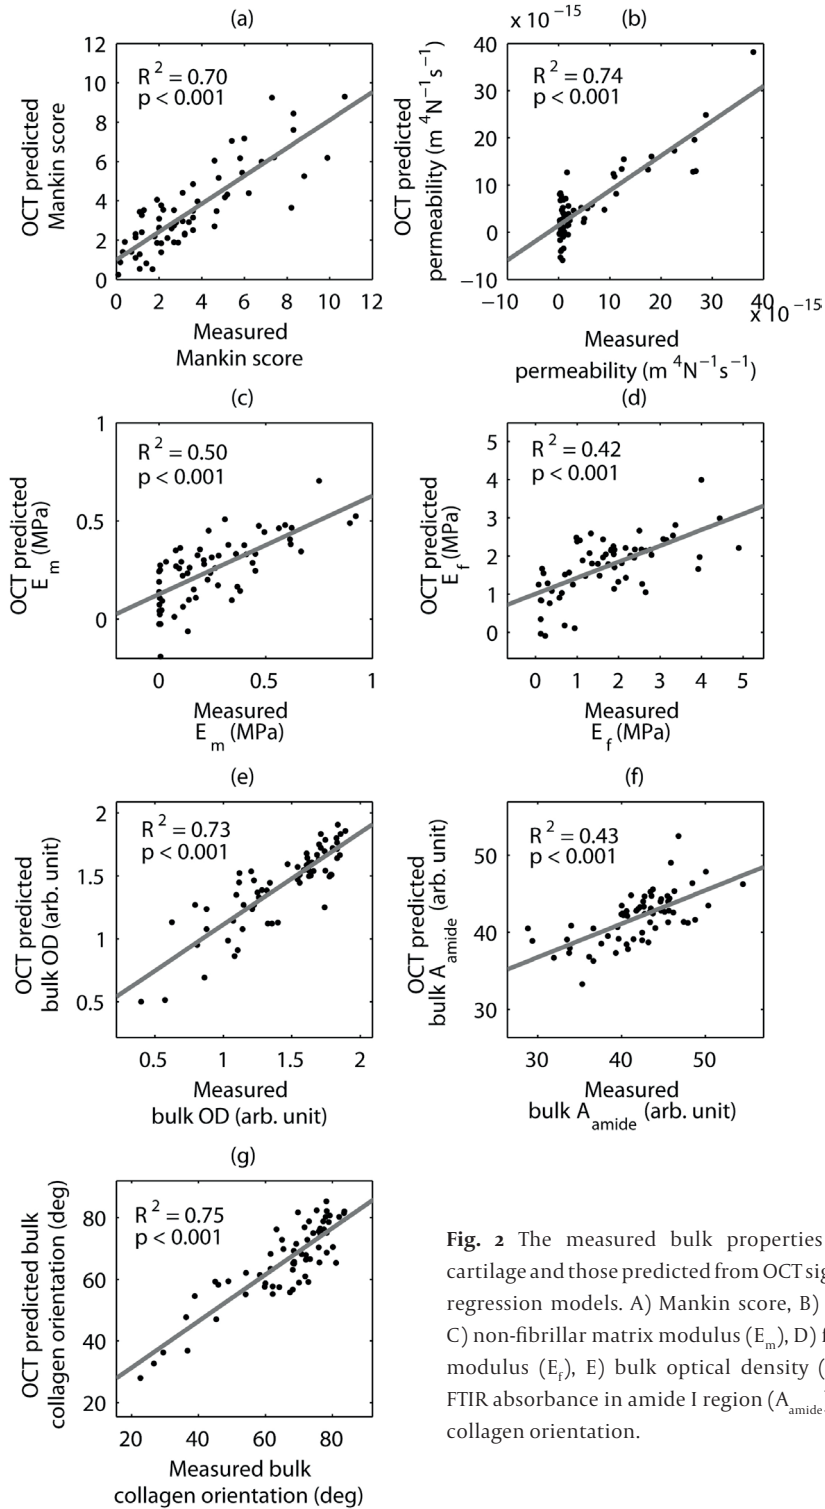 (a)
R² = 0.70
p < 0.001
OCT predicted
Mankin score
12
10
8
6
4
2
0
0 2 4 6 8 10 12
Measured
Mankin score
(b)
x 10⁻¹⁵
R² = 0.74
p < 0.001
OCT predicted
permeability (m ⁴N⁻¹s⁻¹)
40
30
20
10
0
−10
−10 0 10 20 30 40
x 10⁻¹⁵
Measured
permeability (m ⁴N⁻¹s⁻¹)
(c)
R² = 0.50
p < 0.001
OCT predicted
E_m (MPa)
1
0.5
0
0 0.5 1
Measured
E_m (MPa)
(d)
R² = 0.42
p < 0.001
OCT predicted
E_f (MPa)
5
4
3
2
1
0
0 1 2 3 4 5
Measured
E_f (MPa)
(e)
R² = 0.73
p < 0.001
OCT predicted
bulk OD (arb. unit)
2
1.5
1
0.5
0.5 1 1.5 2
Measured
bulk OD (arb. unit)
(f)
R² = 0.43
p < 0.001
OCT predicted
bulk A_amide (arb. unit)
50
40
30
30 40 50
Measured
bulk A_amide (arb. unit)
(g)
R² = 0.75
p < 0.001
OCT predicted bulk
collagen orientation (deg)
80
60
40
20
20 40 60 80
Measured bulk
collagen orientation (deg)
Fig. 2 The measured bulk properties
cartilage and those predicted from OCT sig
regression models. A) Mankin score, B)
C) non-fibrillar matrix modulus (E_m), D) f
modulus (E_f), E) bulk optical density (
FTIR absorbance in amide I region (A_amide
collagen orientation.